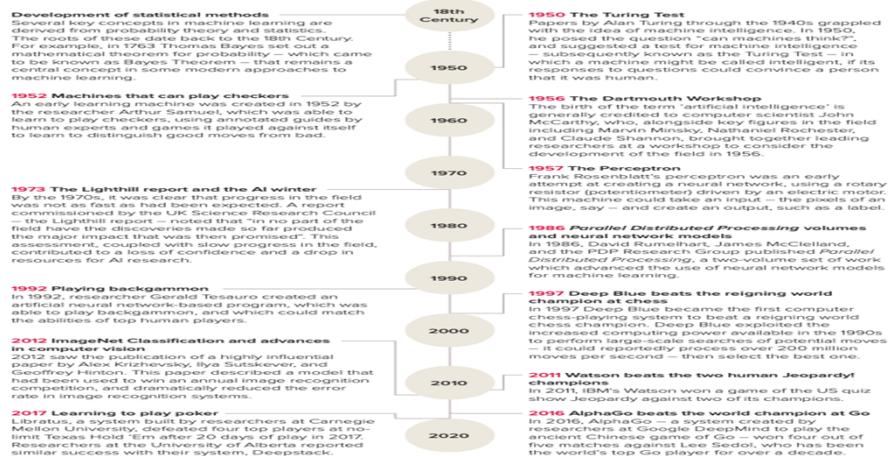 Development of statistical methods
Several key concepts in machine learning are
derived from probability theory and statistics.
The roots of these date back to the 18th Century.
For example, in 1763 Thomas Bayes set out a
mathematical theorem for probability – which came
to be known as Bayes Theorem – that remains a
central concept in some modern approaches to
machine learning.
18th
Century
1950 The Turing Test
Papers by Alan Turing through the 1940s grappled
with the idea of machine intelligence. In 1950,
he posed the question "can machines think?",
and suggested a test for machine intelligence
– subsequently known as the Turing Test – in
which a machine might be called intelligent, if its
responses to questions could convince a person
that it was human.
1950
1952 Machines that can play checkers
An early learning machine was created in 1952 by
the researcher Arthur Samuel, which was able to
learn to play checkers, using annotated guides by
human experts and games it played against itself
to learn to distinguish good moves from bad.
1956 The Dartmouth Workshop
The birth of the term 'artificial intelligence' is
generally credited to computer scientist John
McCarthy, who, alongside key figures in the field
including Marvin Minsky, Nathaniel Rochester,
and Claude Shannon, brought together leading
researchers at a workshop to consider the
development of the field in 1956.
1960
1957 The Perceptron
Frank Rosenblatt's perceptron was an early
attempt at creating a neural network, using a rotary
resistor (potentiometer) driven by an electric motor.
This machine could take an input – the pixels of an
image, say – and create an output, such as a label.
1970
1973 The Lighthill report and the AI winter
By the 1970s, it was clear that progress in the field
was not as fast as had been expected. A report
commissioned by the UK Science Research Council
– the Lighthill report – noted that "in no part of the
field have the discoveries made so far produced
the major impact that was then promised". This
assessment, coupled with slow progress in the field,
contributed to a loss of confidence and a drop in
resources for AI research.
1980
1986 Parallel Distributed Processing volumes
and neural network models
In 1986, David Rumelhart, James McClelland,
and the PDP Research Group published Parallel
Distributed Processing, a two-volume set of work
which advanced the use of neural network models
for machine learning.
1990
1992 Playing backgammon
In 1992, researcher Gerald Tesauro created an
artificial neural network-based program, which was
able to play backgammon, and which could match
the abilities of top human players.
1997 Deep Blue beats the reigning world
champion at chess
In 1997 Deep Blue became the first computer
chess-playing system to beat a reigning world
chess champion. Deep Blue exploited the
increased computing power available in the 1990s
to perform large-scale searches of potential moves
– it could reportedly process over 200 million
moves per second – then select the best one.
2000
2012 ImageNet Classification and advances
in computer vision
2012 saw the publication of a highly influential
paper by Alex Krizhevsky, Ilya Sutskever, and
Geoffrey Hinton. This paper described a model that
had been used to win an annual image recognition
competition, and dramatically reduced the error
rate in image recognition systems.
2010
2011 Watson beats the two human Jeopardy!
champions
In 2011, IBM's Watson won a game of the US quiz
show Jeopardy against two of its champions.
2017 Learning to play poker
Libratus, a system built by researchers at Carnegie
Mellon University, defeated four top players at no-
limit Texas Hold 'Em after 20 days of play in 2017.
Researchers at the University of Alberta reported
similar success with their system, Deepstack.
2020
2016 AlphaGo beats the world champion at Go
In 2016, AlphaGo – a system created by
researchers at Google DeepMind to play the
ancient Chinese game of Go – won four out of
five matches against Lee Sedol, who has been
the world's top Go player for over a decade.